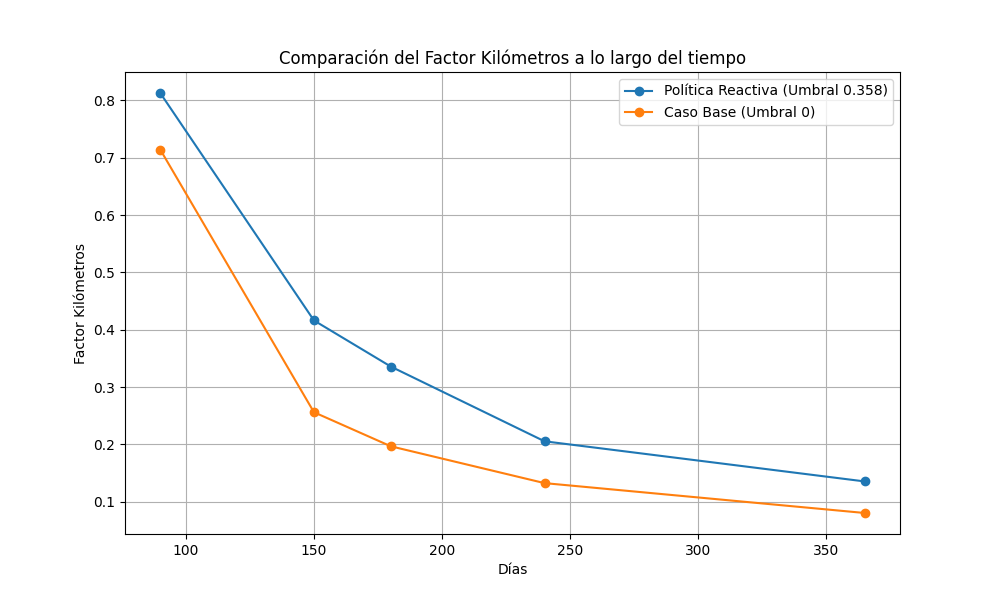 Comparación del Factor Kilómetros a lo largo del tiempo
Política Reactiva (Umbral 0.358)
Caso Base (Umbral 0)
Factor Kilómetros
0.8
0.7
0.6
0.5
0.4
0.3
0.2
0.1
100
150
200
250
300
350
Días